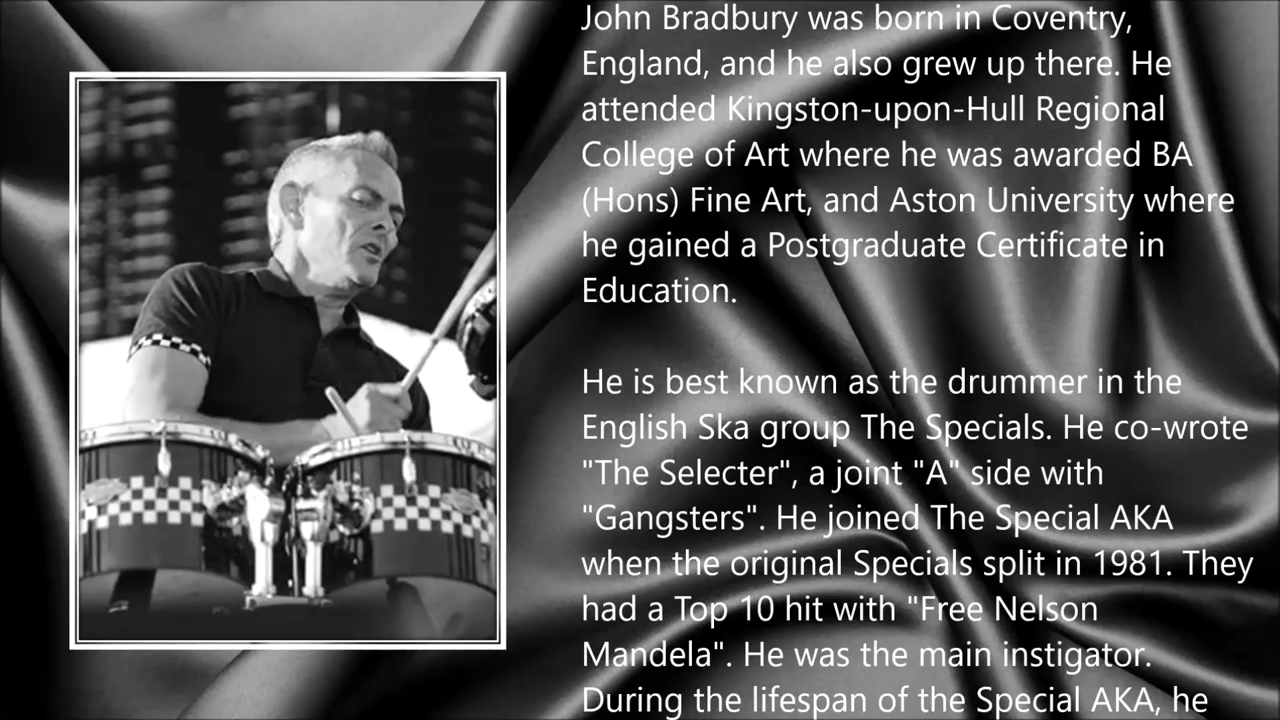 John Bradbury was born in Coventry,
England, and he also grew up there. He
attended Kingston-upon-Hull Regional
College of Art where he was awarded BA
(Hons) Fine Art, and Aston University where
he gained a Postgraduate Certificate in
Education.
He is best known as the drummer in the
English Ska group The Specials. He co-wrote
"The Selecter", a joint "A" side with
"Gangsters". He joined The Special AKA
when the original Specials split in 1981. They
had a Top 10 hit with "Free Nelson
Mandela". He was the main instigator.
During the lifespan of the Special AKA, he